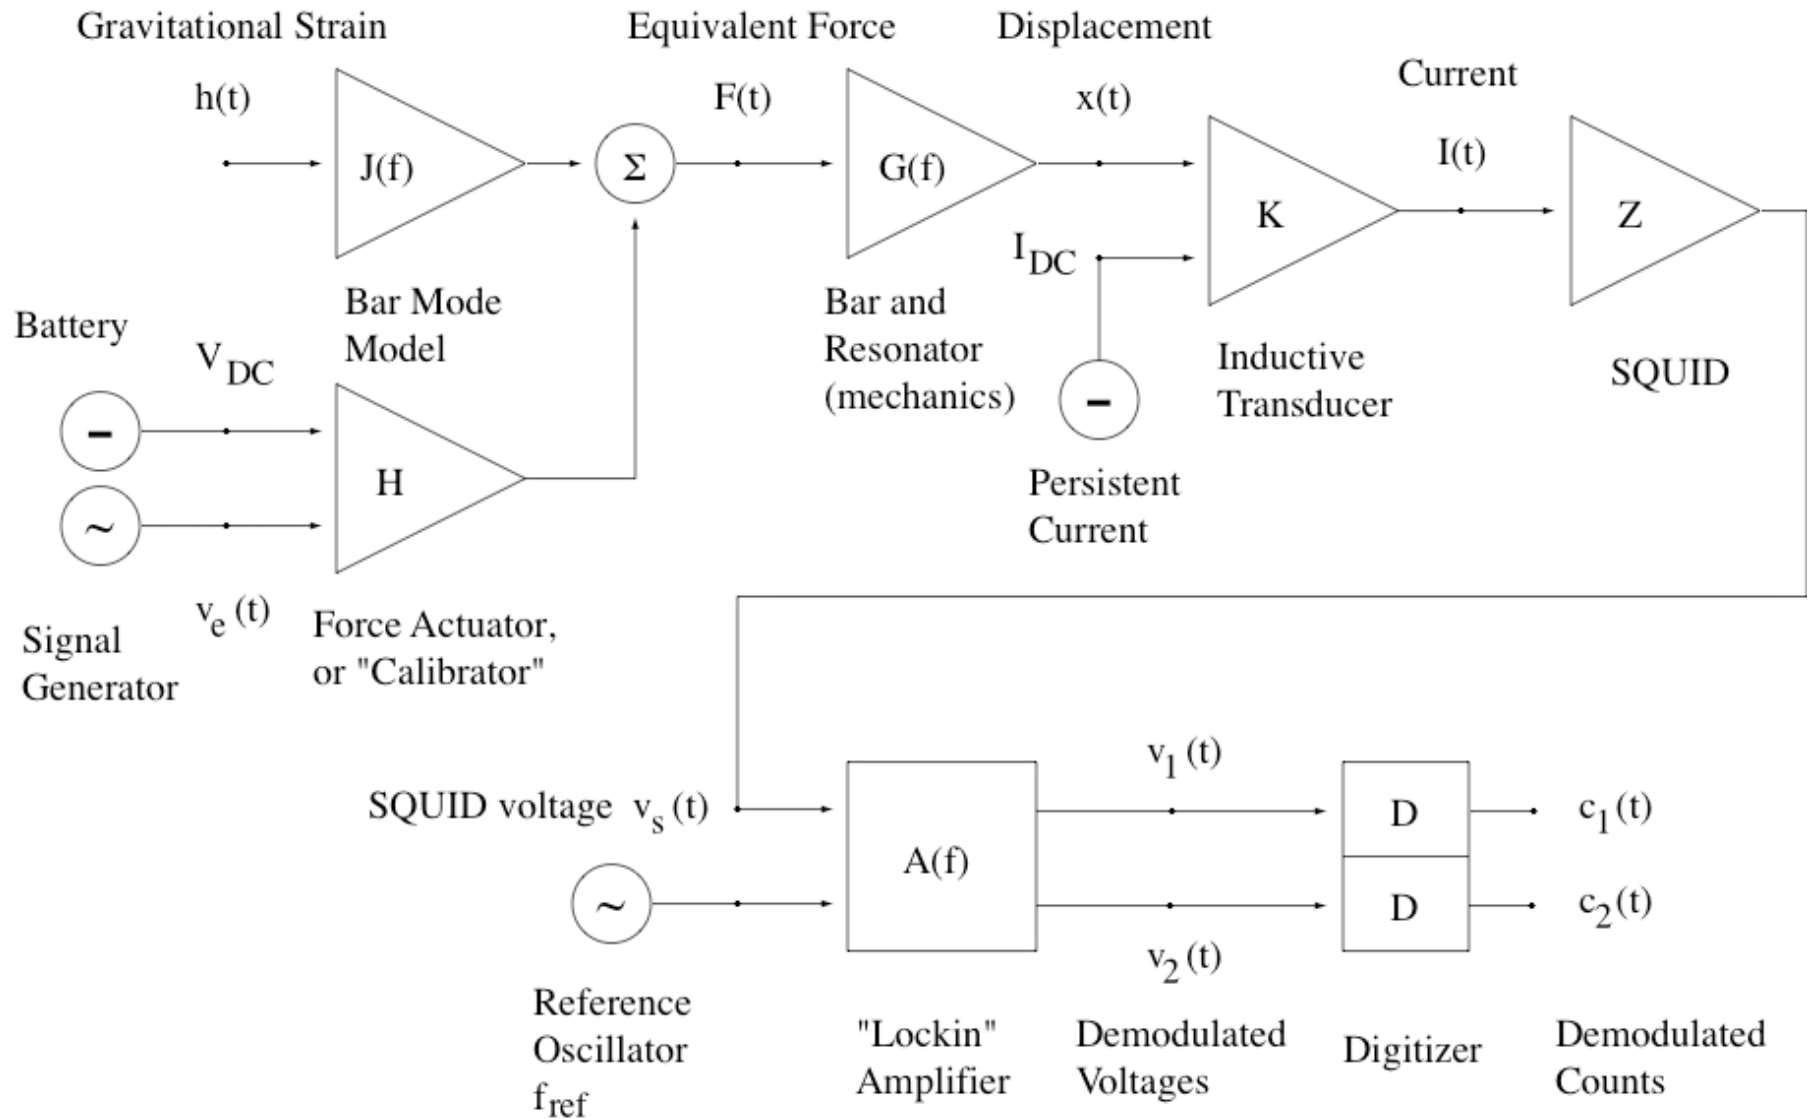 Gravitational Strain
Equivalent Force
Displacement
Current
h(t)
F(t)
x(t)
I(t)
J(f)
Σ
G(f)
K
Z
I_DC
Bar Mode
Model
Bar and
Resonator
(mechanics)
Inductive
Transducer
SQUID
Battery
V_DC
-
-
H
~
Persistent
Current
v_e (t)
Signal
Generator
Force Actuator,
or "Calibrator"
SQUID voltage v_s (t)
A(f)
v_1 (t)
D
c_1 (t)
~
D
c_2 (t)
v_2 (t)
Reference
Oscillator
f_ref
"Lockin"
Amplifier
Demodulated
Voltages
Digitizer
Demodulated
Counts